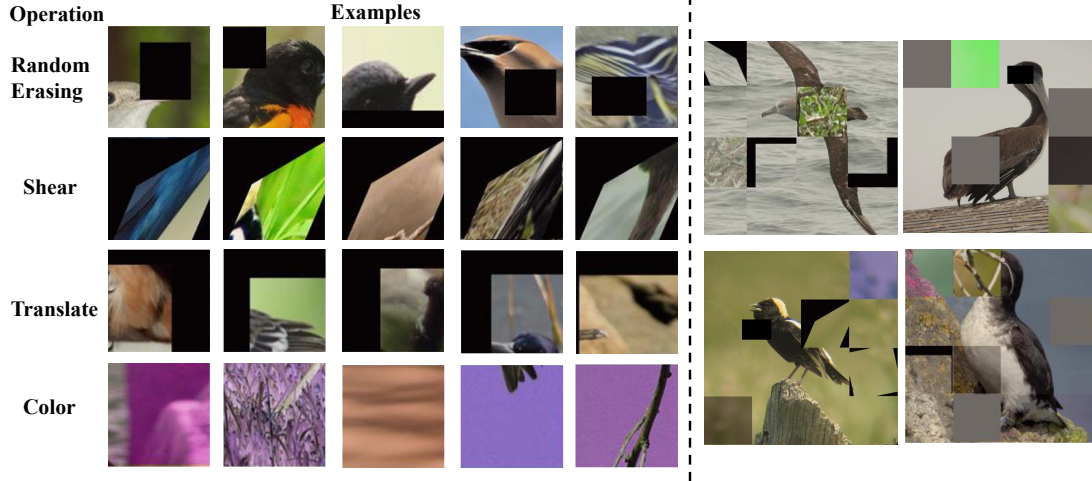 Operation
Examples
Random
Erasing
Shear
Translate
Color